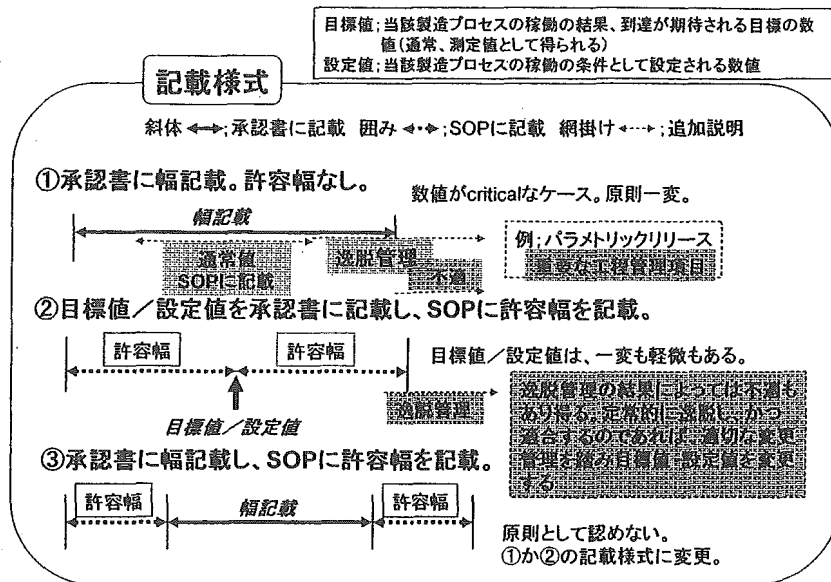 目標値;当該製造プロセスの稼働の結果、到達が期待される目標の数
値(通常、測定値として得られる)
設定値;当該製造プロセスの稼働の条件として設定される数値
記載様式
斜体;承認書に記載 囲み;SOPに記載 網掛け;追加説明
①承認書に幅記載。許容幅なし。
数値がcriticalなケース。原則一変。
幅記載
通常値
SOPに記載
逸脱管理
不適
例;パラメトリックリリース
重要な工程管理項目
②目標値/設定値を承認書に記載し、SOPに許容幅を記載。
許容幅
許容幅
目標値/設定値は、一変も軽微もある。
逸脱管理
目標値/設定値
逸脱管理の結果によっては不適も
あり得る。定常的に逸脱し、かつ
適合するのであれば、適切な変更
管理を踏み目標値・設定値を変更
する
③承認書に幅記載し、SOPに許容幅を記載。
許容幅
幅記載
許容幅
原則として認めない。
①か②の記載様式に変更。